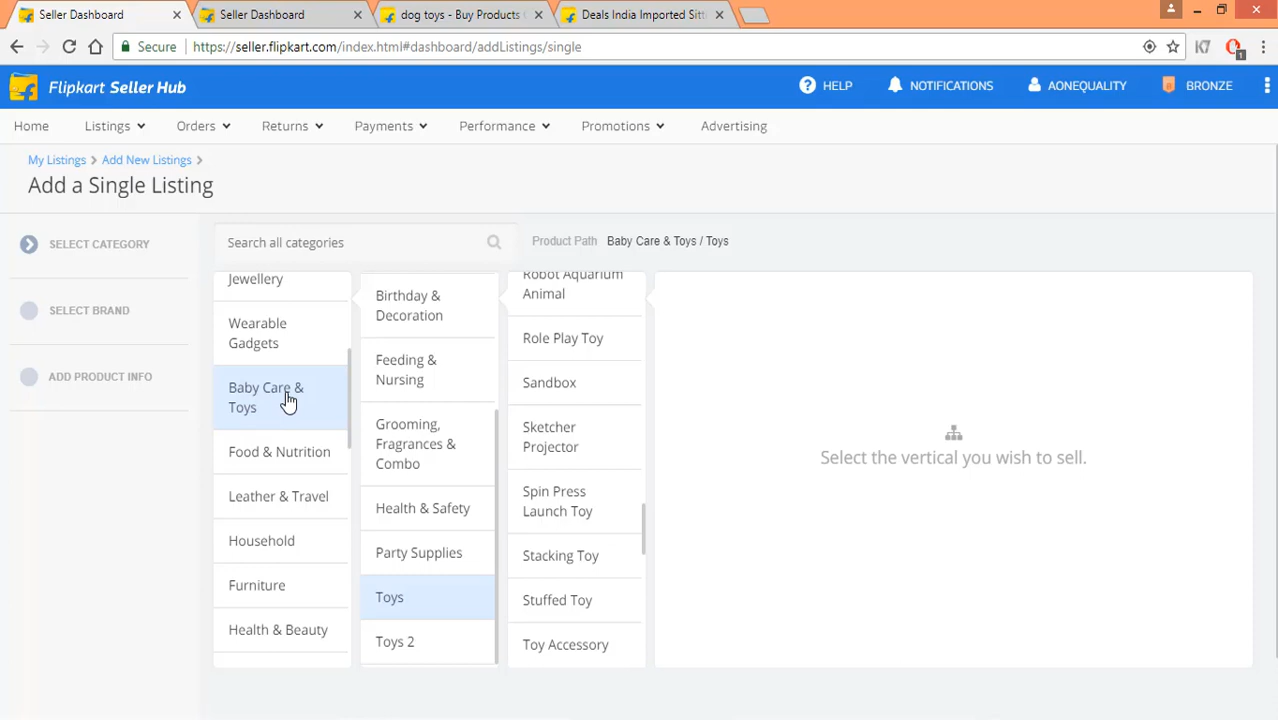 Seller Dashboard
Seller Dashboard
dog toys - Buy Products
Deals India Imported Sitt
Secure
https://seller.flipkart.com/index.html#dashboard/addListings/single
K7
1
Flipkart Seller Hub
HELP
NOTIFICATIONS
AONEQUALITY
BRONZE
Home
Listings
Orders
Returns
Payments
Performance
Promotions
Advertising
My Listings
Add New Listings
Add a Single Listing
SELECT CATEGORY
SELECT BRAND
ADD PRODUCT INFO
Search all categories
Product Path
Baby Care & Toys / Toys
Jewellery
Wearable
Gadgets
Baby Care &
Toys
Food & Nutrition
Leather & Travel
Household
Furniture
Health & Beauty
Birthday &
Decoration
Feeding &
Nursing
Grooming,
Fragrances &
Combo
Health & Safety
Party Supplies
Toys
Toys 2
Robot Aquarium
Animal
Role Play Toy
Sandbox
Sketcher
Projector
Spin Press
Launch Toy
Stacking Toy
Stuffed Toy
Toy Accessory
Select the vertical you wish to sell.